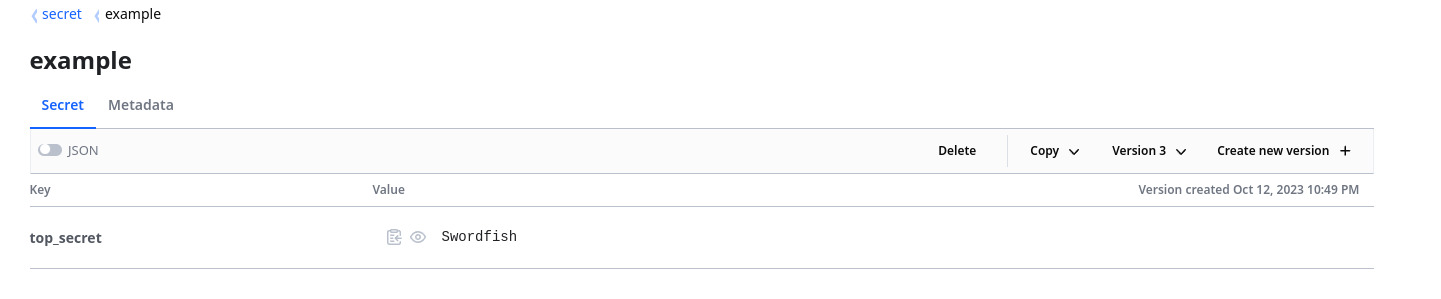 secret example
example
Secret Metadata
JSON Delete Copy Version 3 Create new version
Key Value Version created Oct 12, 2023 10:49 PM
top_secret Swordfish